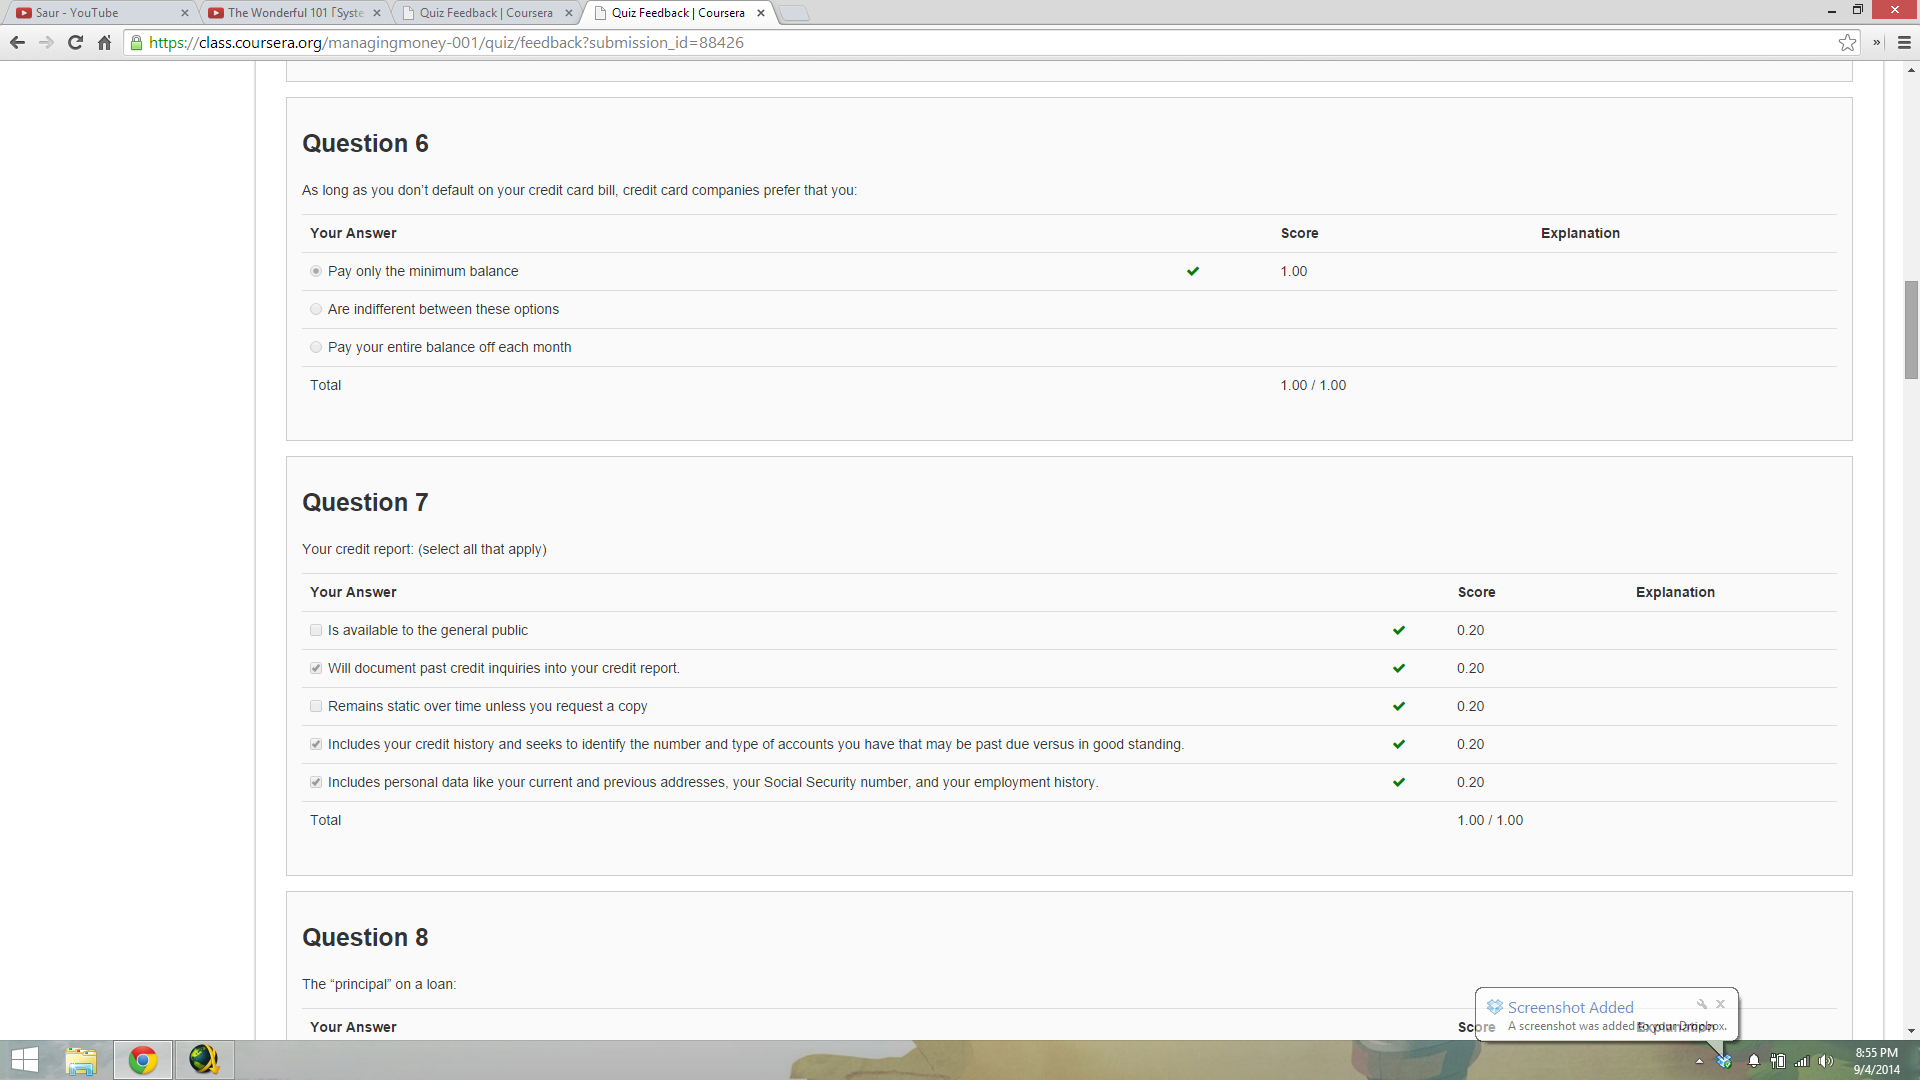 Saur - YouTube
The Wonderful 101 ｢Syste
Quiz Feedback | Coursera
Quiz Feedback | Coursera
https://class.coursera.org/managingmoney-001/quiz/feedback?submission_id=88426
Question 6
As long as you don’t default on your credit card bill, credit card companies prefer that you:
Your Answer Score Explanation
Pay only the minimum balance 1.00
Are indifferent between these options
Pay your entire balance off each month
Total 1.00 / 1.00
Question 7
Your credit report: (select all that apply)
Your Answer Score Explanation
Is available to the general public 0.20
Will document past credit inquiries into your credit report. 0.20
Remains static over time unless you request a copy 0.20
Includes your credit history and seeks to identify the number and type of accounts you have that may be past due versus in good standing. 0.20
Includes personal data like your current and previous addresses, your Social Security number, and your employment history. 0.20
Total 1.00 / 1.00
Question 8
The “principal” on a loan:
Your Answer Score Explanation
Screenshot Added
A screenshot was added to your Dropbox.
8:55 PM
9/4/2014